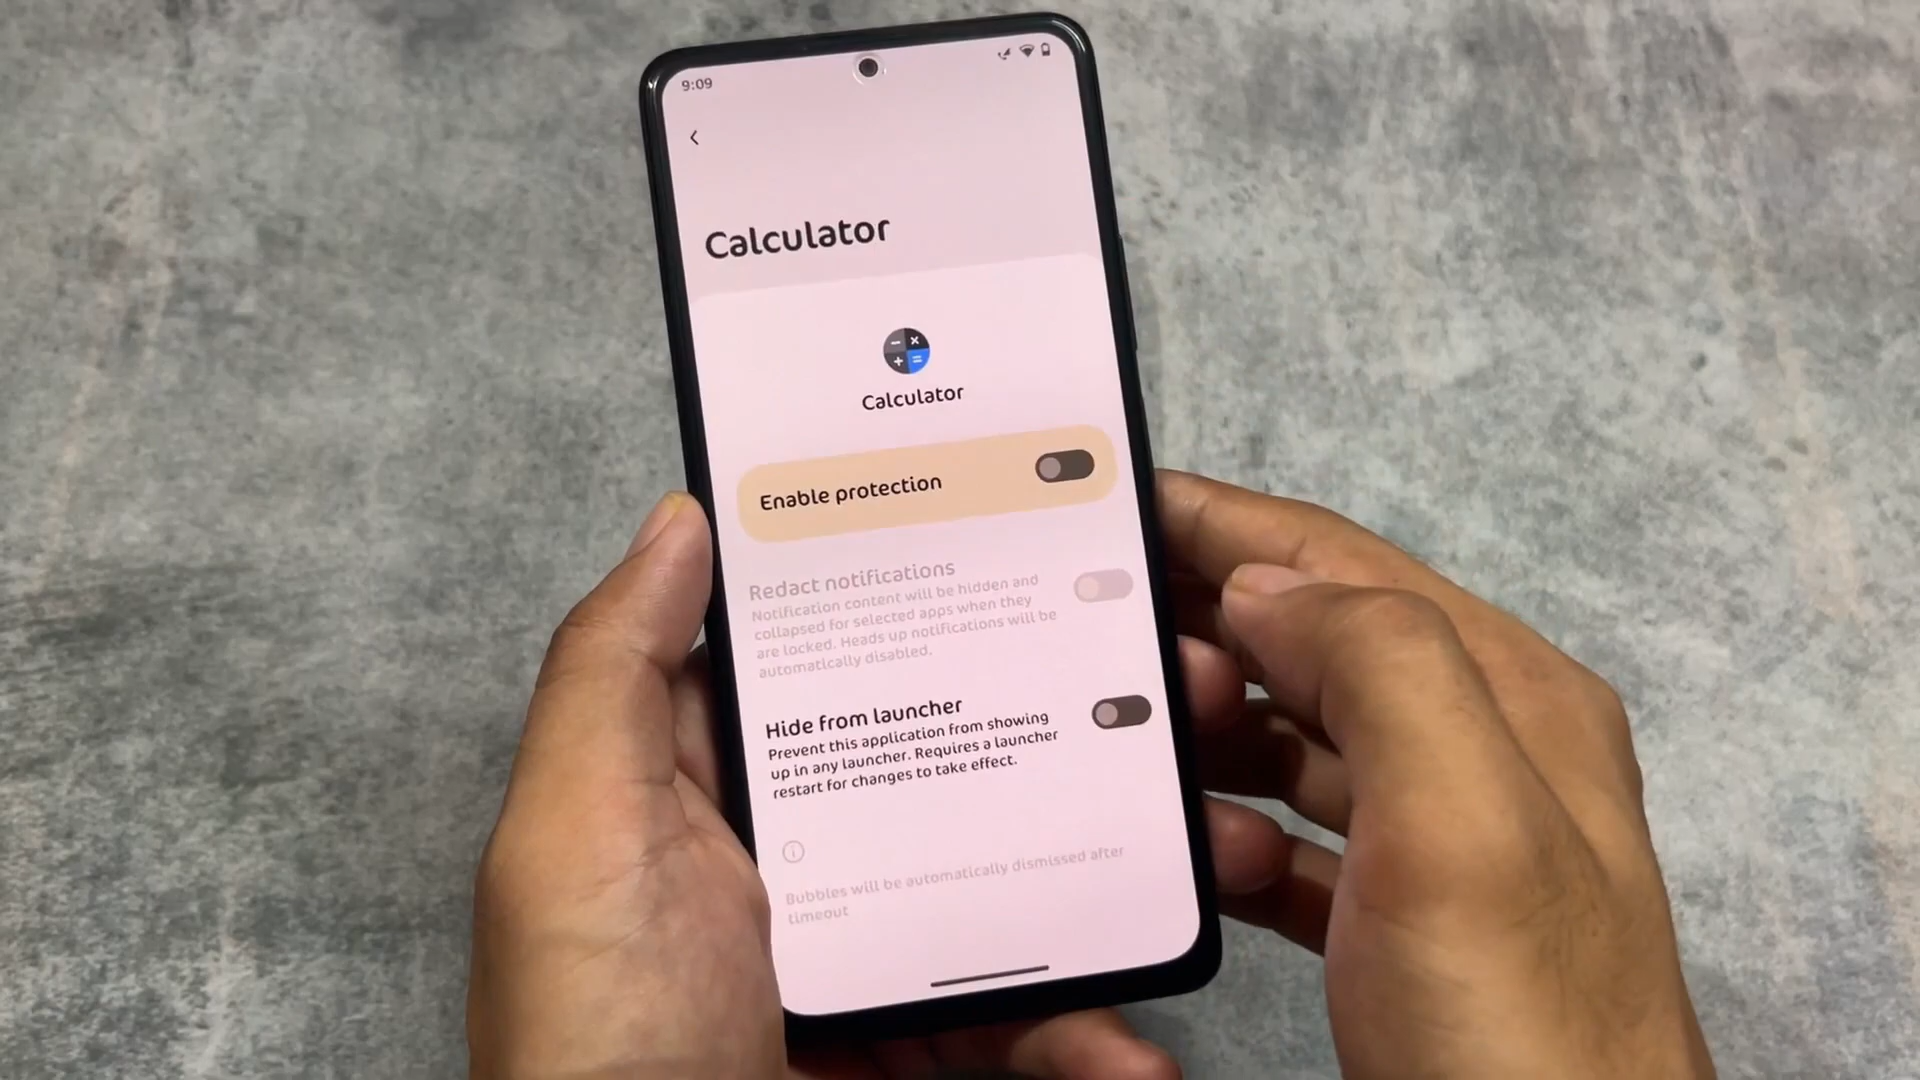 9:09
Calculator
Calculator
Enable protection
Redact notifications
Notification content will be hidden and
collapsed for selected apps when they
are locked. Heads up notifications will be
automatically disabled.
Hide from launcher
Prevent this application from showing
up in any launcher. Requires a launcher
restart for changes to take effect.
Bubbles will be automatically dismissed after
timeout